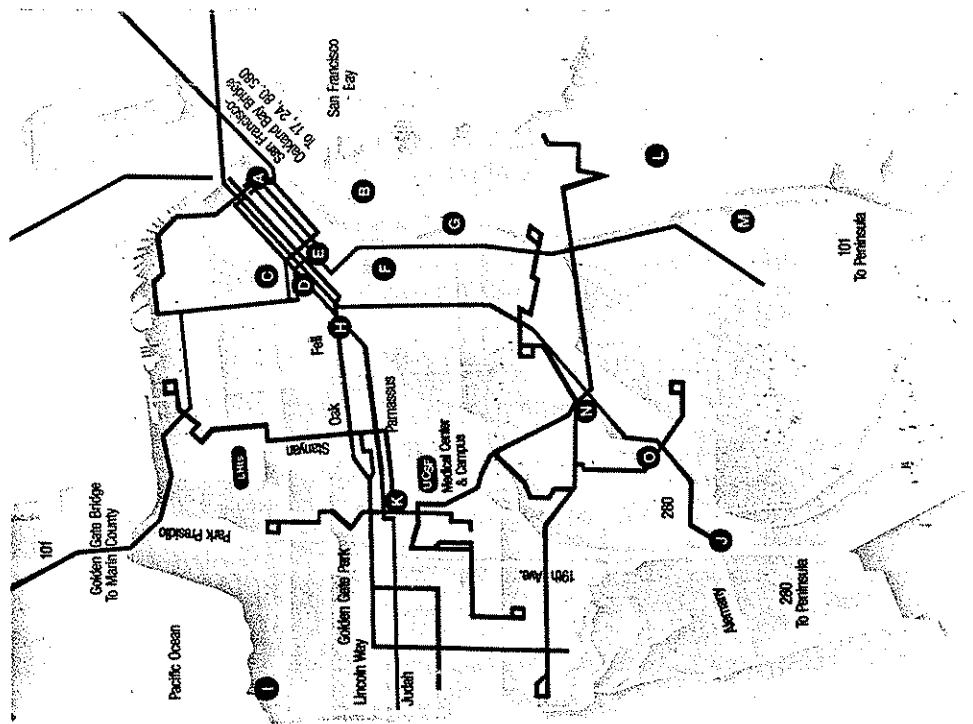 101
Golden Gate Bridge
To Marin County
Park Presidio
Pacific Ocean
San Francisco-
Oakland Bay Bridge
To 17, 24, 80, 580
San Francisco
Bay
A
B
C
D
E
F
G
H
I
J
K
L
M
N
O
Fell
Oak
Parnassus
Stanyan
UCSF
Medical Center
& Campus
Golden Gate Park
Lincoln Way
Judah
19th Ave.
280
Alemany
280
To Peninsula
101
To Peninsula